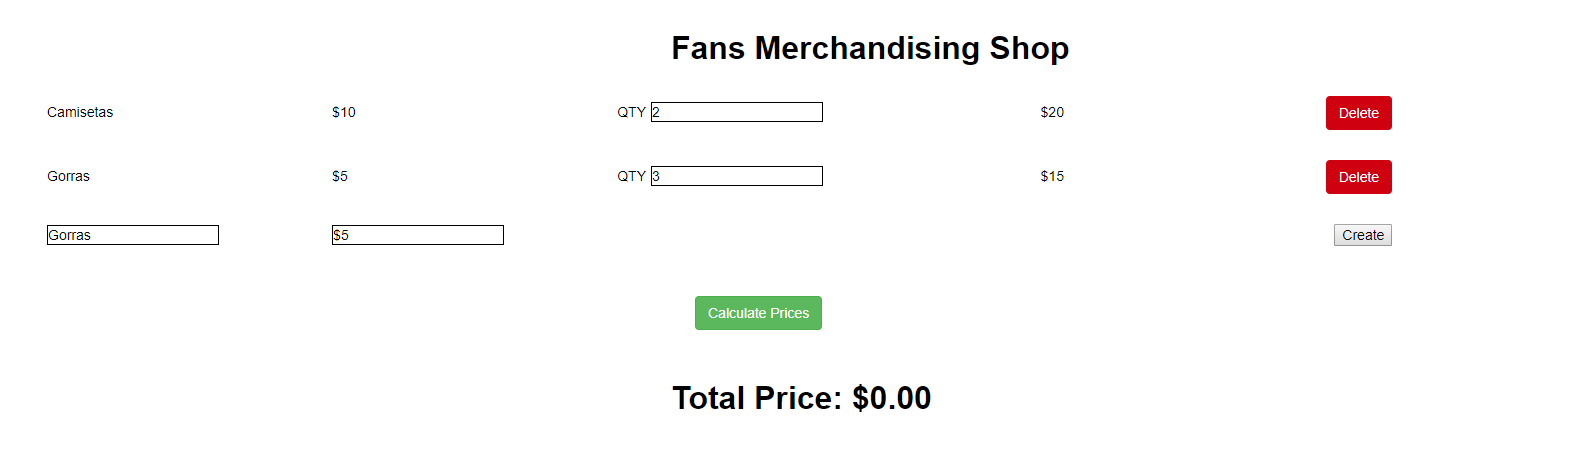 Fans Merchandising Shop
Camisetas $10 QTY 2 $20 Delete
Gorras $5 QTY 3 $15 Delete
Gorras $5 Create
Calculate Prices
Total Price: $0.00